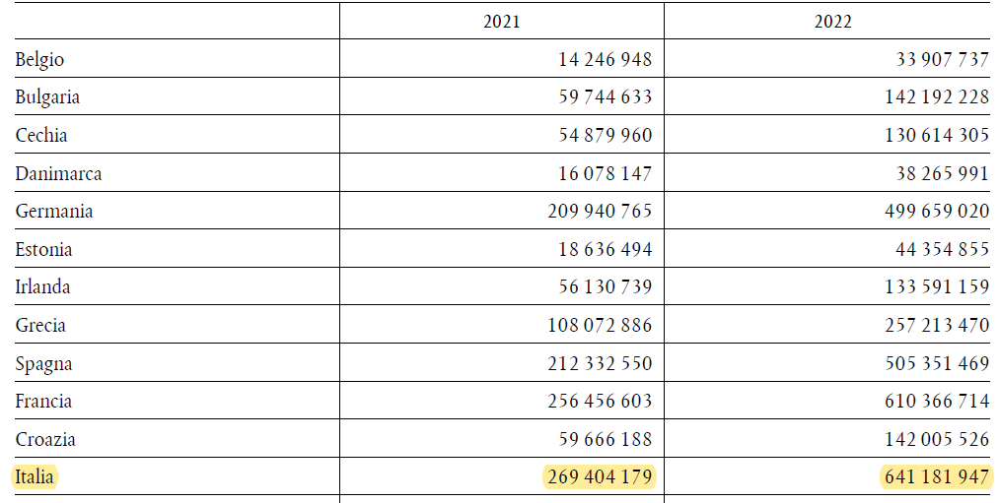 2021 2022
Belgio 14 246 948 33 907 737
Bulgaria 59 744 633 142 192 228
Cechia 54 879 960 130 614 305
Danimarca 16 078 147 38 265 991
Germania 209 940 765 499 659 020
Estonia 18 636 494 44 354 855
Irlanda 56 130 739 133 591 159
Grecia 108 072 886 257 213 470
Spagna 212 332 550 505 351 469
Francia 256 456 603 610 366 714
Croazia 59 666 188 142 005 526
Italia 269 404 179 641 181 947